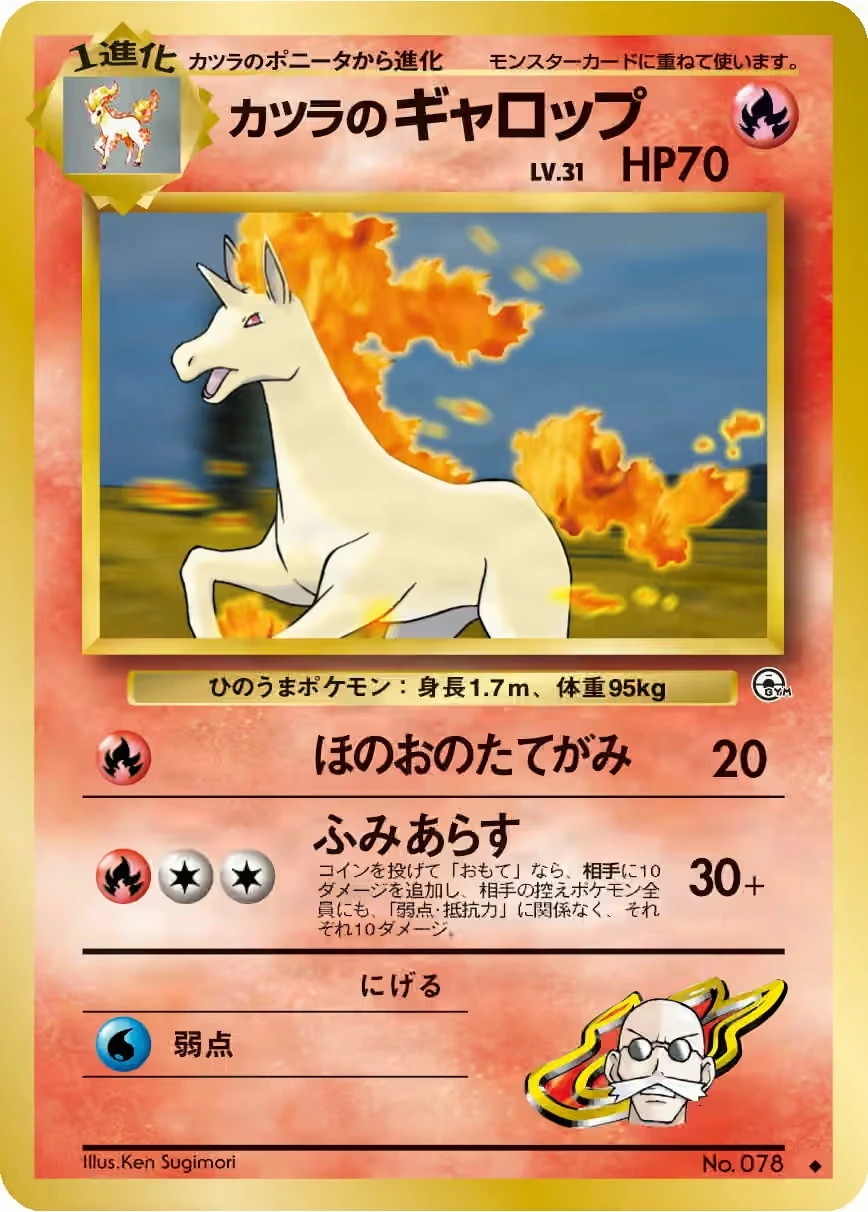 1進化
カツラのポニータから進化
モンスターカードに重ねて使います。
カツラのギャロップ
LV.31 HP70
ひのうまポケモン：身長1.7m、体重95kg
GYM
ほのおのたてがみ 20
ふみあらす
コインを投げて「おもて」なら、相手に10
ダメージを追加し、相手の控えポケモン全
員にも、「弱点・抵抗力」に関係なく、それ
ぞれ10ダメージ。
30+
にげる
弱点
Illus.Ken Sugimori
No. 078